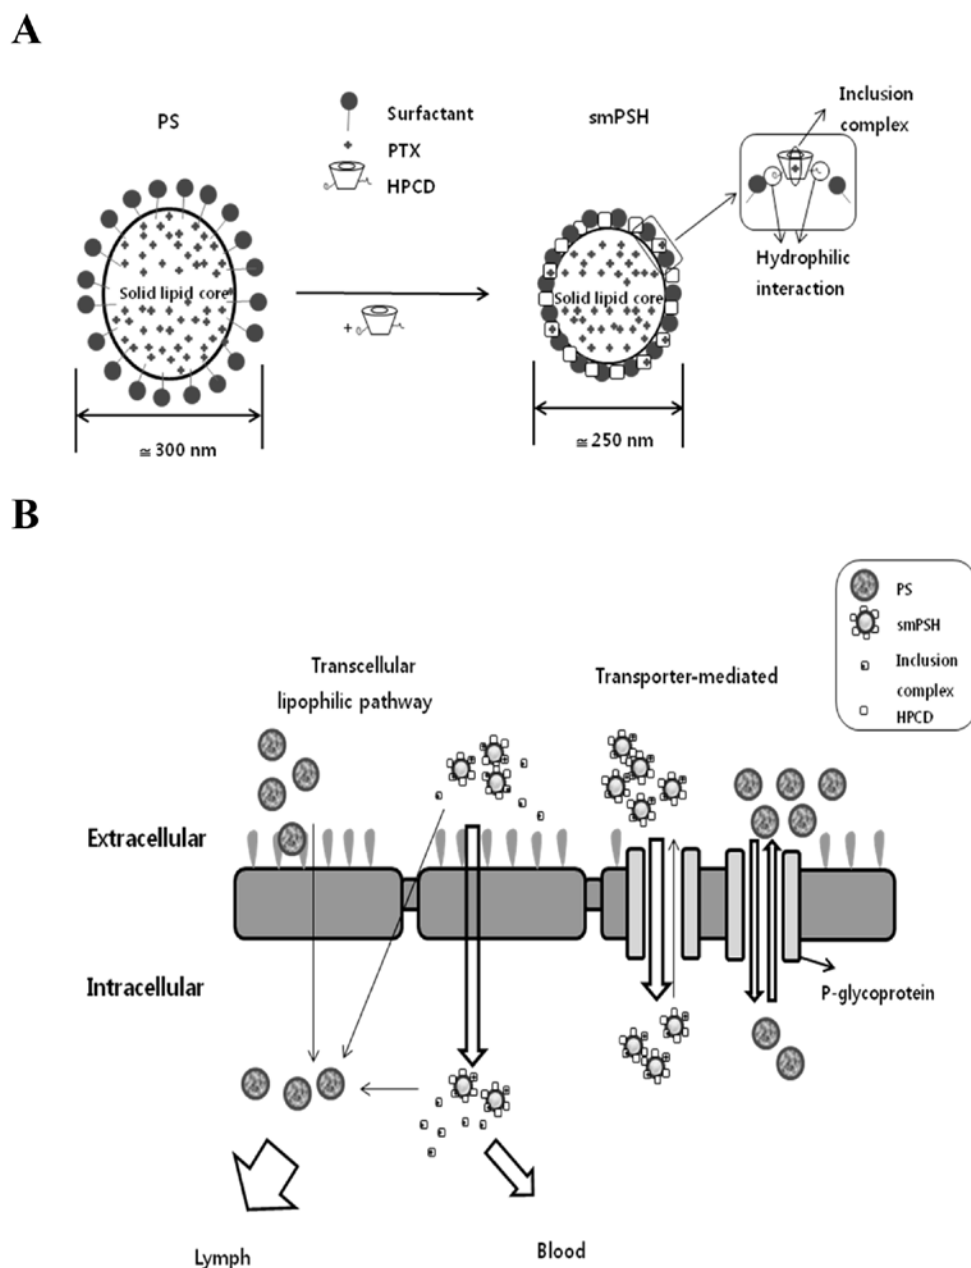 A
PS
Surfactant
PTX
HPCD
smPSH
Inclusion
complex
Solid lipid core
+
Solid lipid core
Hydrophilic
interaction
≅ 300 nm
≅ 250 nm
B
PS
smPSH
Inclusion
complex
HPCD
Transcellular
lipophilic pathway
Transporter-mediated
Extracellular
Intracellular
P-glycoprotein
Lymph
Blood